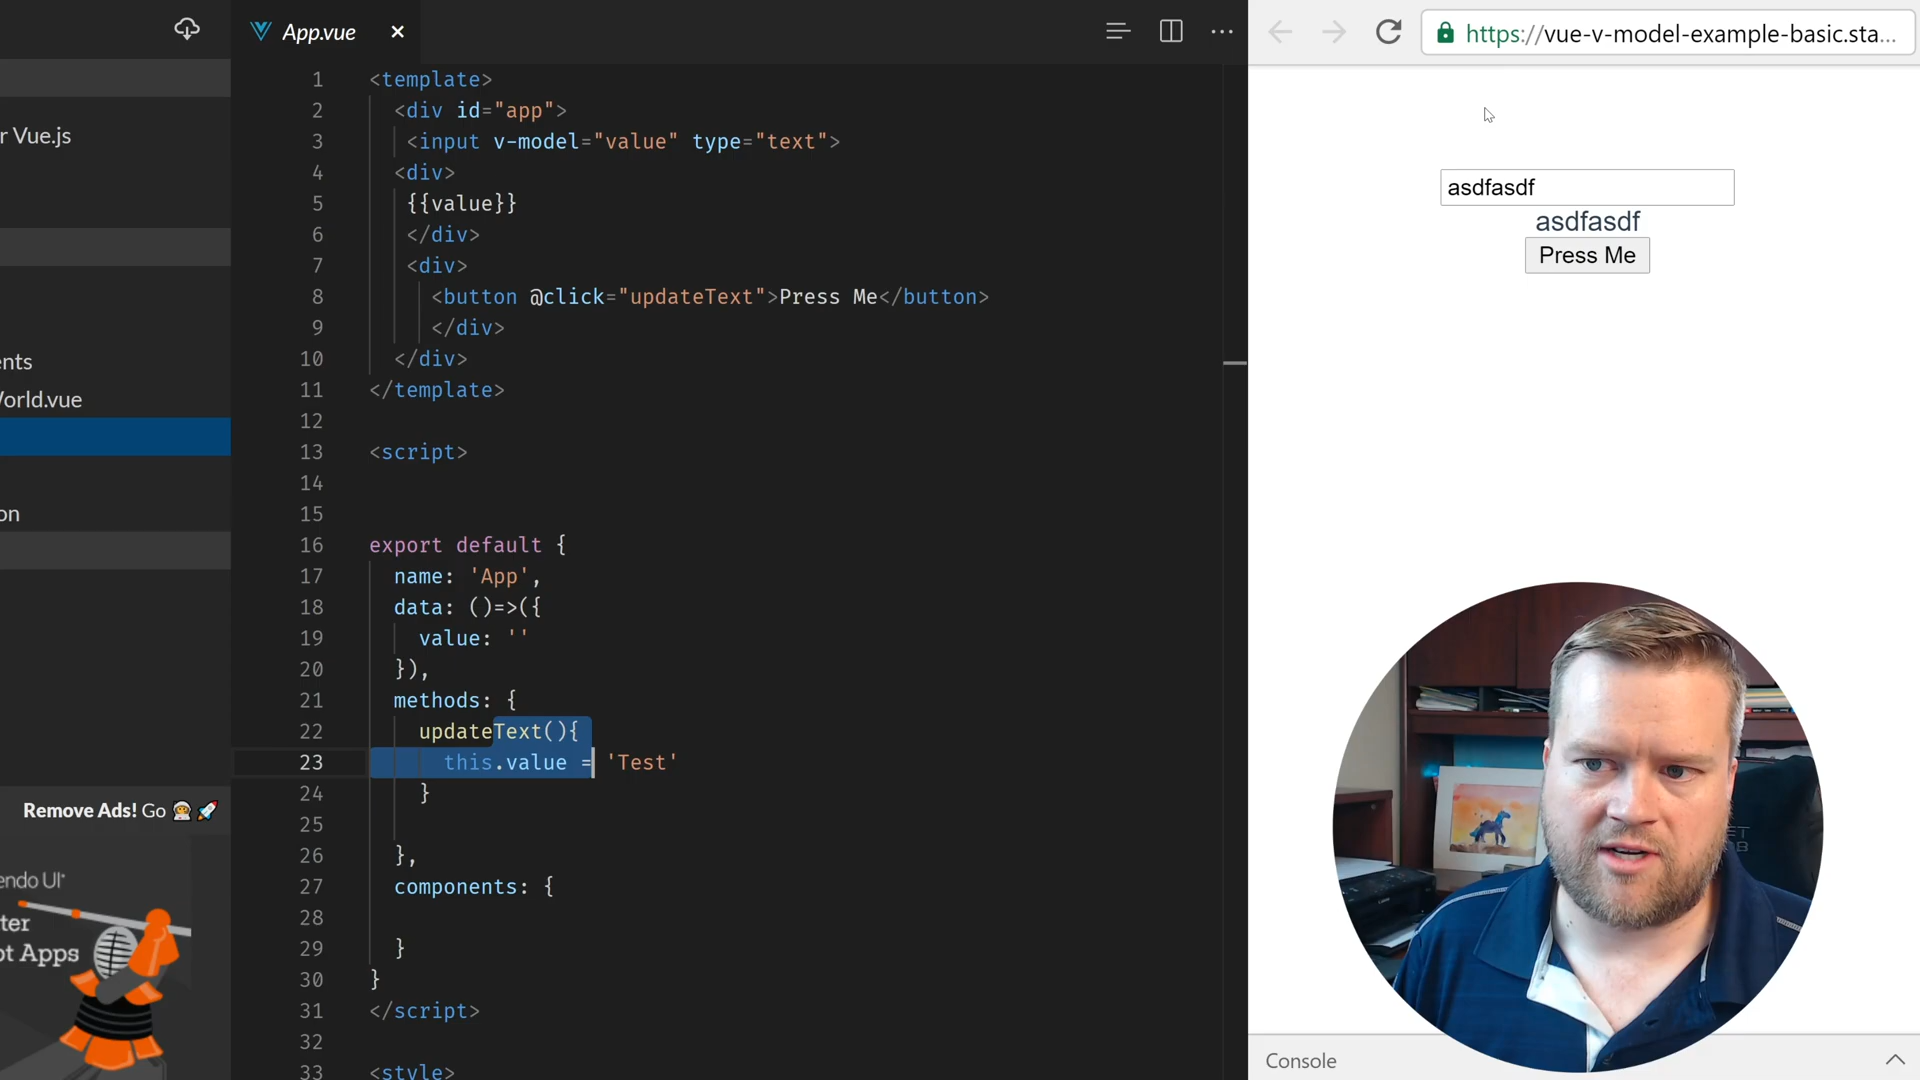 App.vue
https://vue-v-model-example-basic.sta...
r Vue.js
ents
orld.vue
on
Remove Ads! Go
endo UI
ter
ot Apps
1 <template>
2 <div id="app">
3 <input v-model="value" type="text">
4 <div>
5 {{value}}
6 </div>
7 <div>
8 <button @click="updateText">Press Me</button>
9 </div>
10 </div>
11 </template>
12
13 <script>
14
15
16 export default {
17 name: 'App',
18 data: ()=>({
19 value: ''
20 }),
21 methods: {
22 updateText(){
23 this.value = 'Test'
24 }
25
26 },
27 components: {
28
29 }
30 }
31 </script>
32
33 <style>
asdfasdf
asdfasdf
Press Me
Console